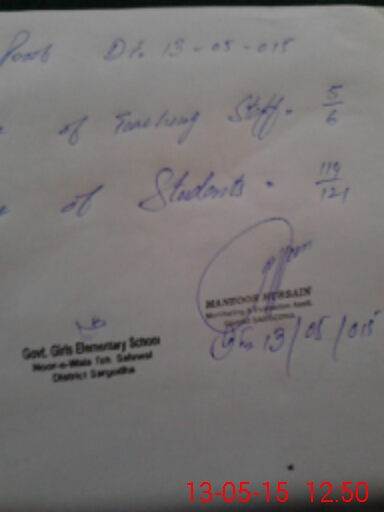 Proof Dt. 13-05-015
of Teaching Staff. 5/6
of Students. 119/121
MANZOOR HUSSAIN
Dt. 13/05/015
Govt. Girls Elementary School
Noor-e-Wala Teh. Sahiwal
District Sargodha
13-05-15 12.50